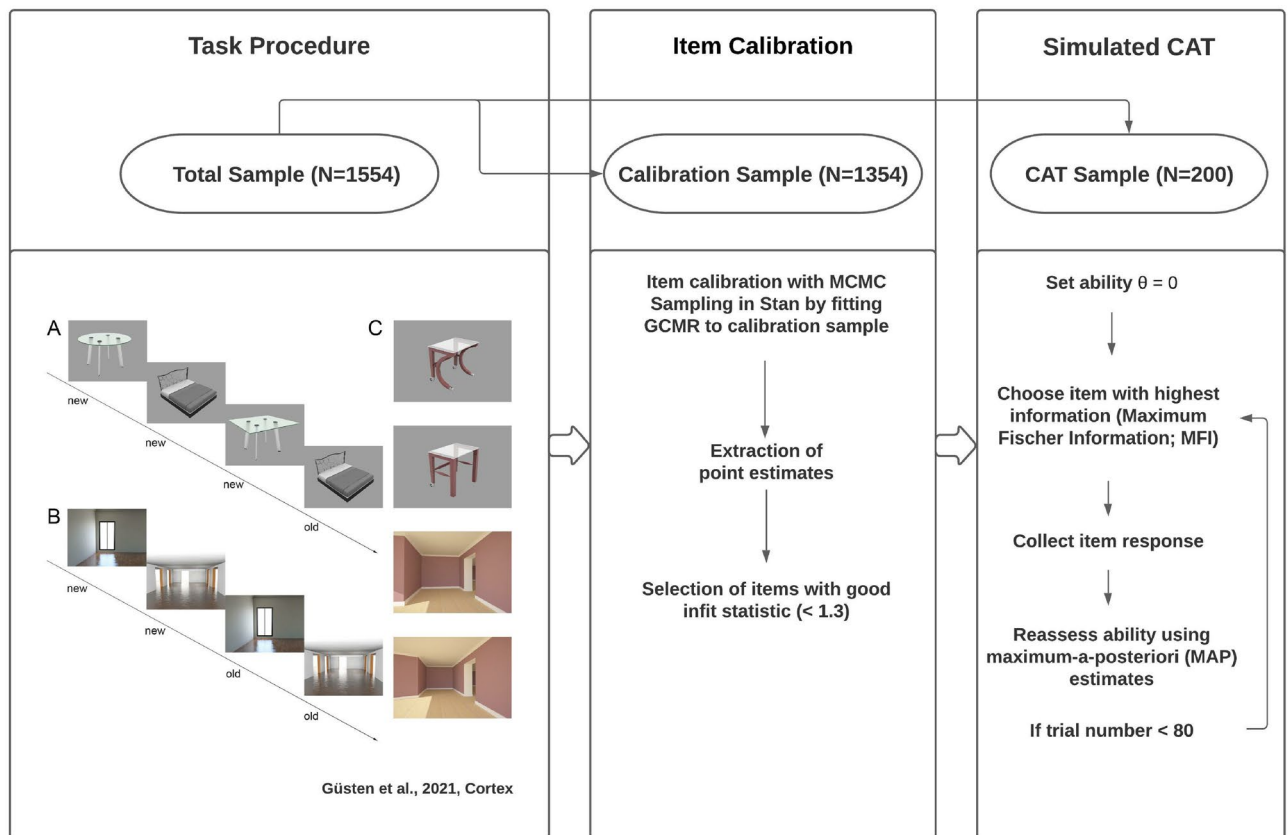 Task Procedure
Total Sample (N=1554)
A
new
new
new
old
B
new
new
old
old
C
Güsten et al., 2021, Cortex
Item Calibration
Calibration Sample (N=1354)
Item calibration with MCMC
Sampling in Stan by fitting
GCMR to calibration sample
Extraction of
point estimates
Selection of items with good
infit statistic (< 1.3)
Simulated CAT
CAT Sample (N=200)
Set ability θ = 0
Choose item with highest
information (Maximum
Fischer Information; MFI)
Collect item response
Reassess ability using
maximum-a-posteriori (MAP)
estimates
If trial number < 80